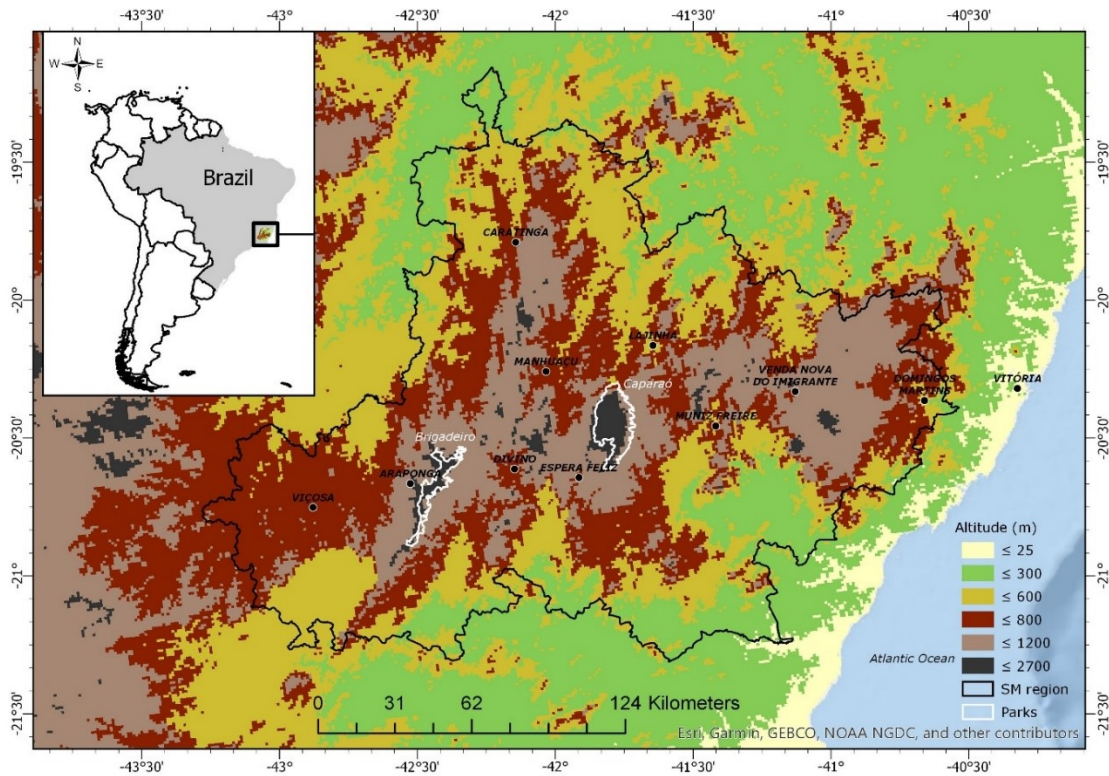 -43°30'
-43°
-42°30'
-42°
-41°30'
-41°
-40°30'
N
W
E
S
Brazil
-19°30'
-19°30'
CARATINGA
-20°
-20°
LAJINHA
MANHUAÇU
VENDA NOVA
DO IMIGRANTE
Caparaó
DOMINGOS
MARTINS
VITÓRIA
MUNIZ FREIRE
-20°30'
-20°30'
Brigadeiro
DIVINO
ESPERA FELIZ
ARAPONGA
VIÇOSA
Altitude (m)
≤ 25
≤ 300
≤ 600
≤ 800
≤ 1200
≤ 2700
SM region
Parks
-21°
-21°
Atlantic Ocean
0 31 62 124 Kilometers
-21°30'
-21°30'
Esri, Garmin, GEBCO, NOAA NGDC, and other contributors
-43°30'
-43°
-42°30'
-42°
-41°30'
-41°
-40°30'